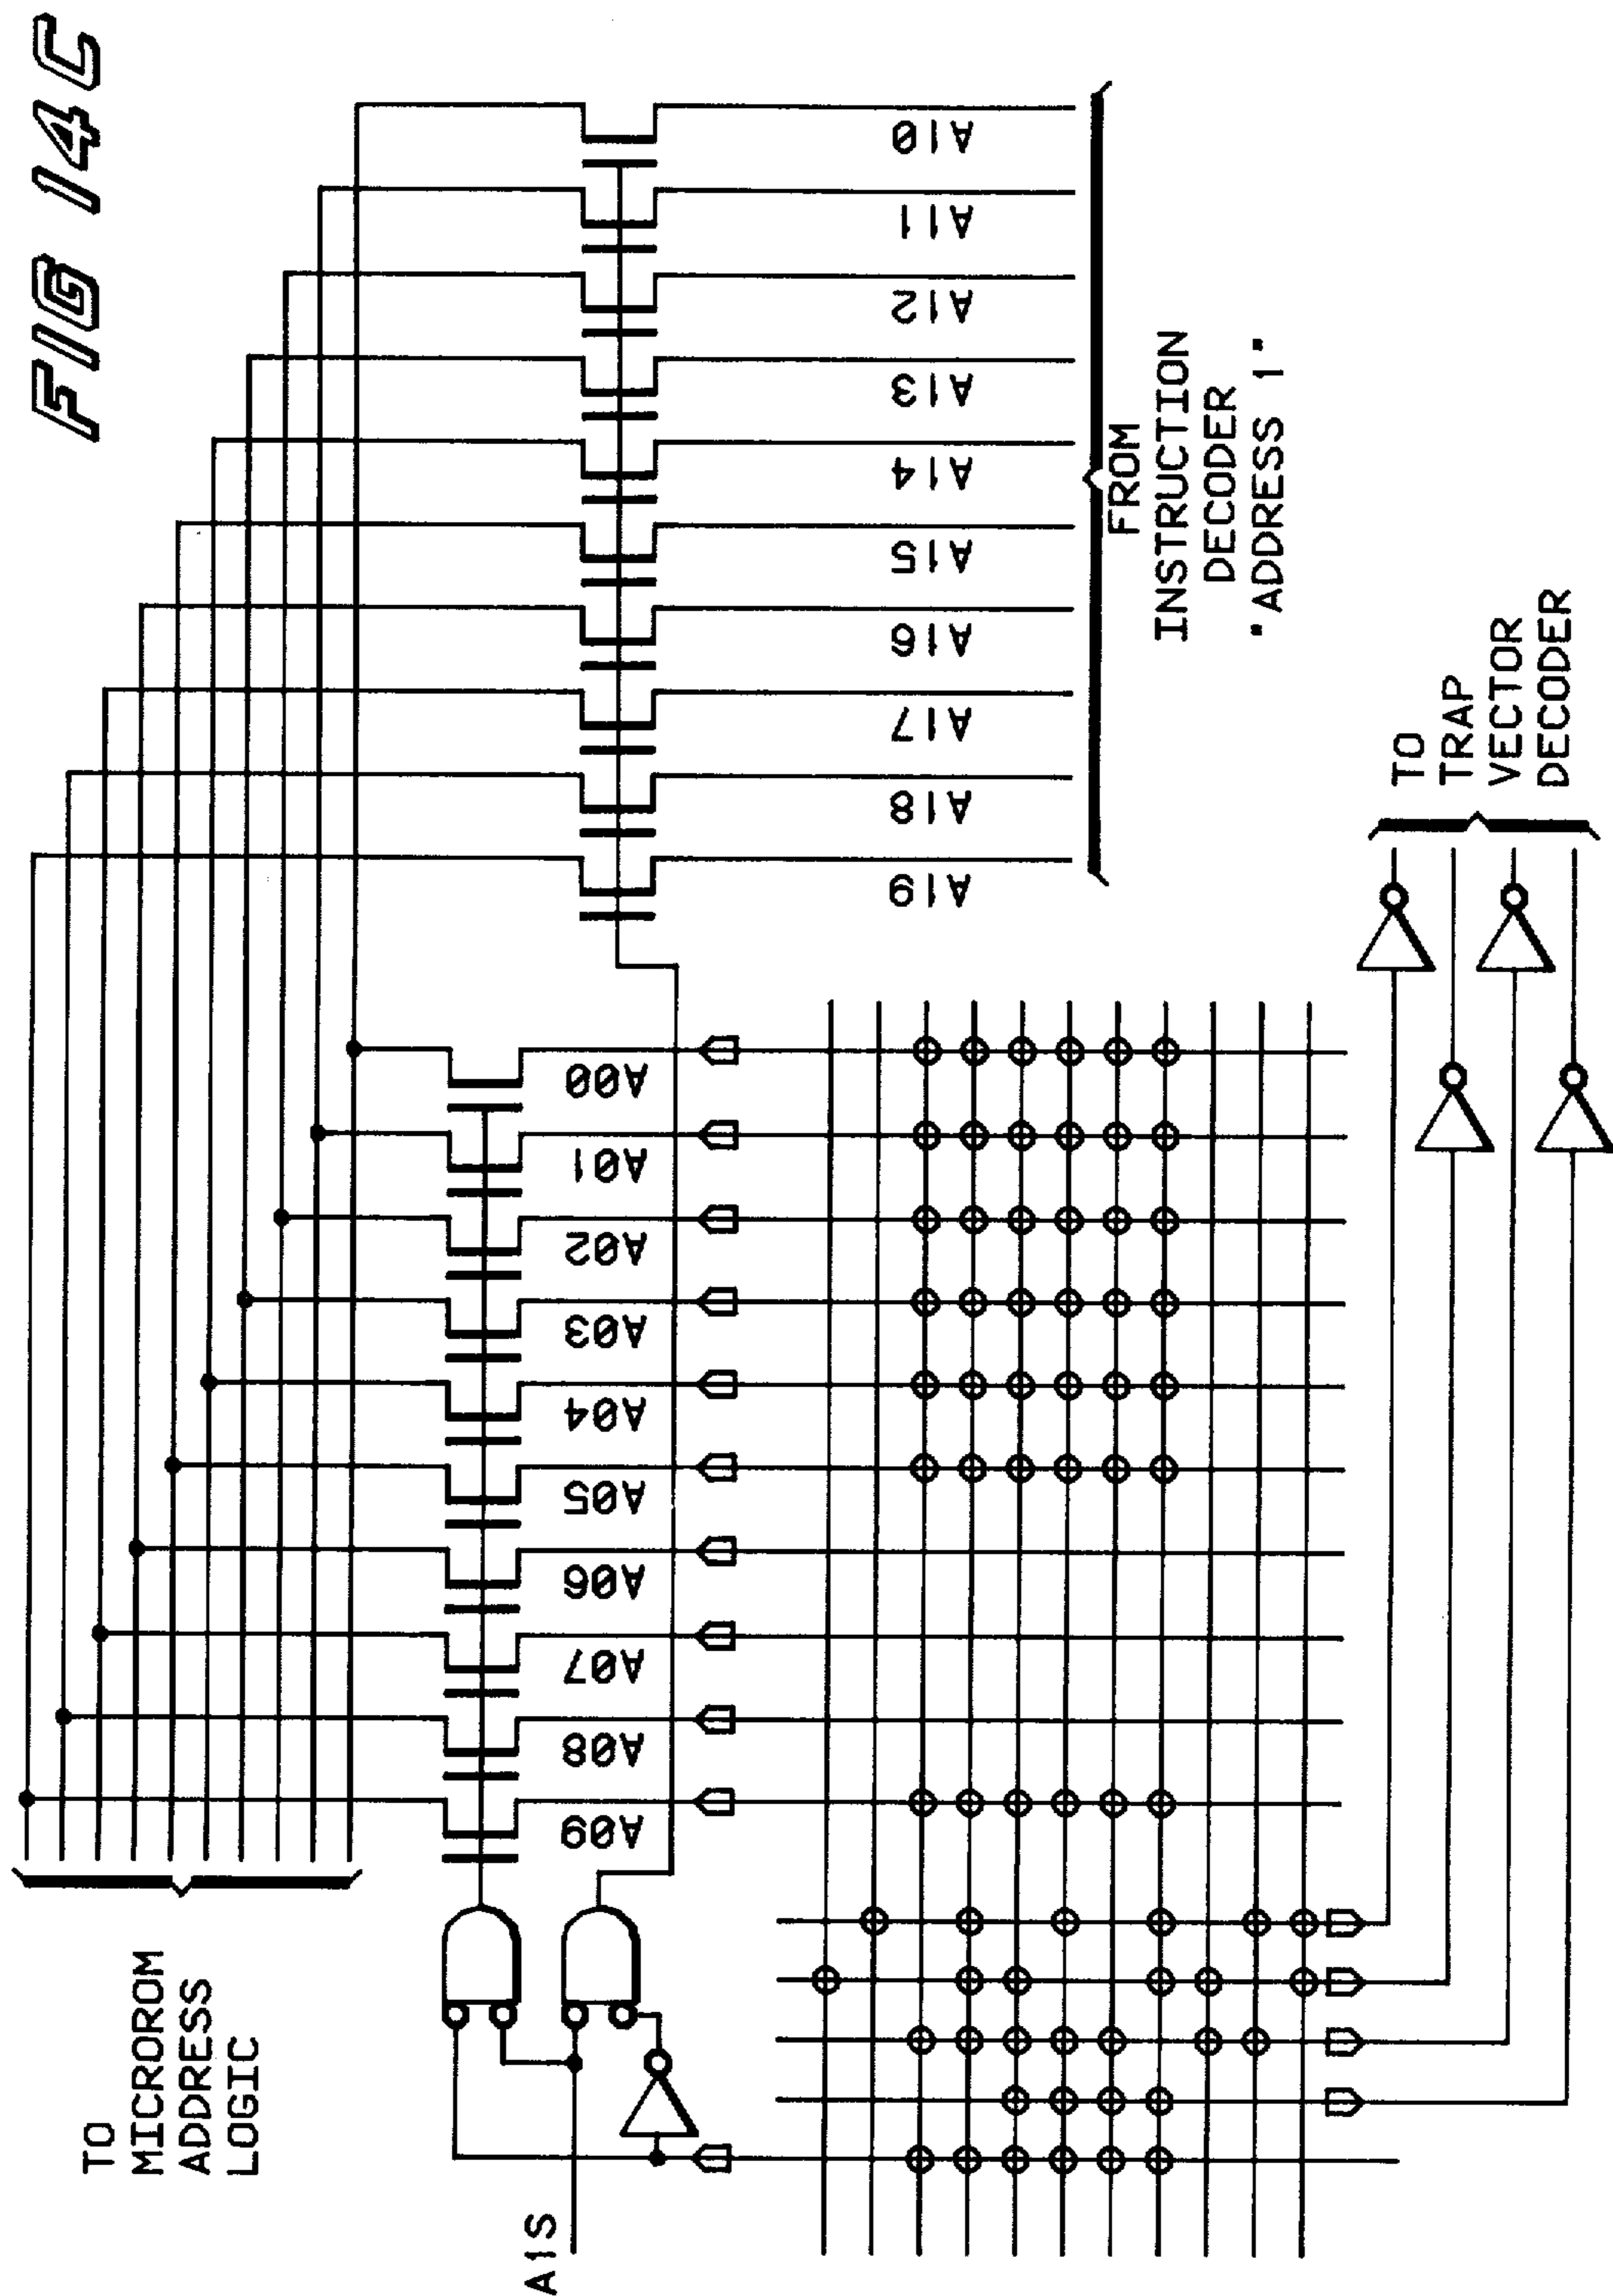 FIG 14C
TO
MICROROM
ADDRESS
LOGIC
A1S
A09
A08
A07
A06
A05
A04
A03
A02
A01
A00
A19
A18
A17
A16
A15
A14
A13
A12
A11
A10
FROM
INSTRUCTION
DECODER
"ADDRESS 1"
TO
TRAP
VECTOR
DECODER